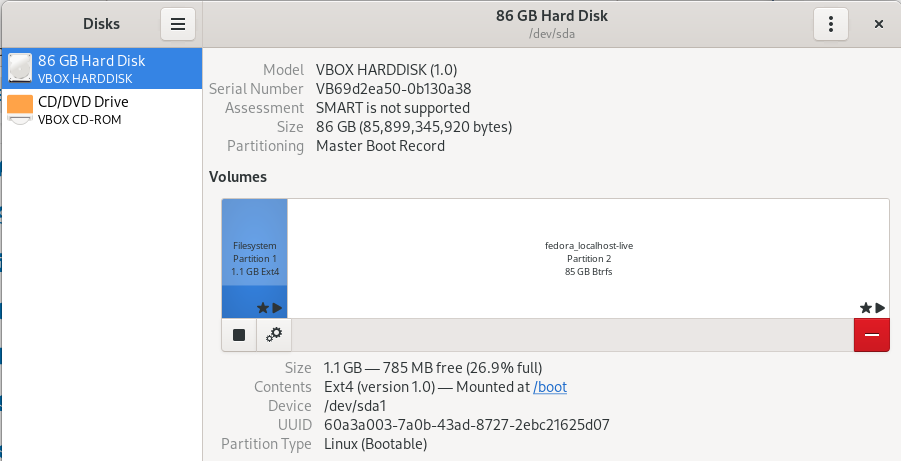 Disks
86 GB Hard Disk
/dev/sda
86 GB Hard Disk
VBOX HARDDISK
CD/DVD Drive
VBOX CD-ROM
Model VBOX HARDDISK (1.0)
Serial Number VB69d2ea50-0b130a38
Assessment SMART is not supported
Size 86 GB (85,899,345,920 bytes)
Partitioning Master Boot Record
Volumes
Filesystem
Partition 1
1.1 GB Ext4
fedora_localhost-live
Partition 2
85 GB Btrfs
Size 1.1 GB — 785 MB free (26.9% full)
Contents Ext4 (version 1.0) — Mounted at /boot
Device /dev/sda1
UUID 60a3a003-7a0b-43ad-8727-2ebc21625d07
Partition Type Linux (Bootable)